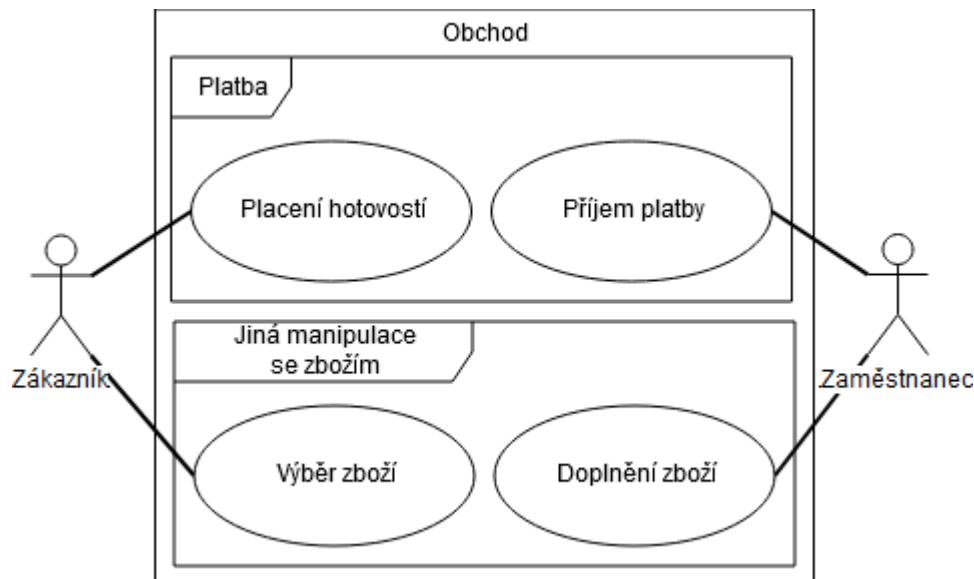 Obchod
Platba
Placení hotovostí
Příjem platby
Zákazník
Zaměstnanec
Jiná manipulace
se zbožím
Výběr zboží
Doplnění zboží